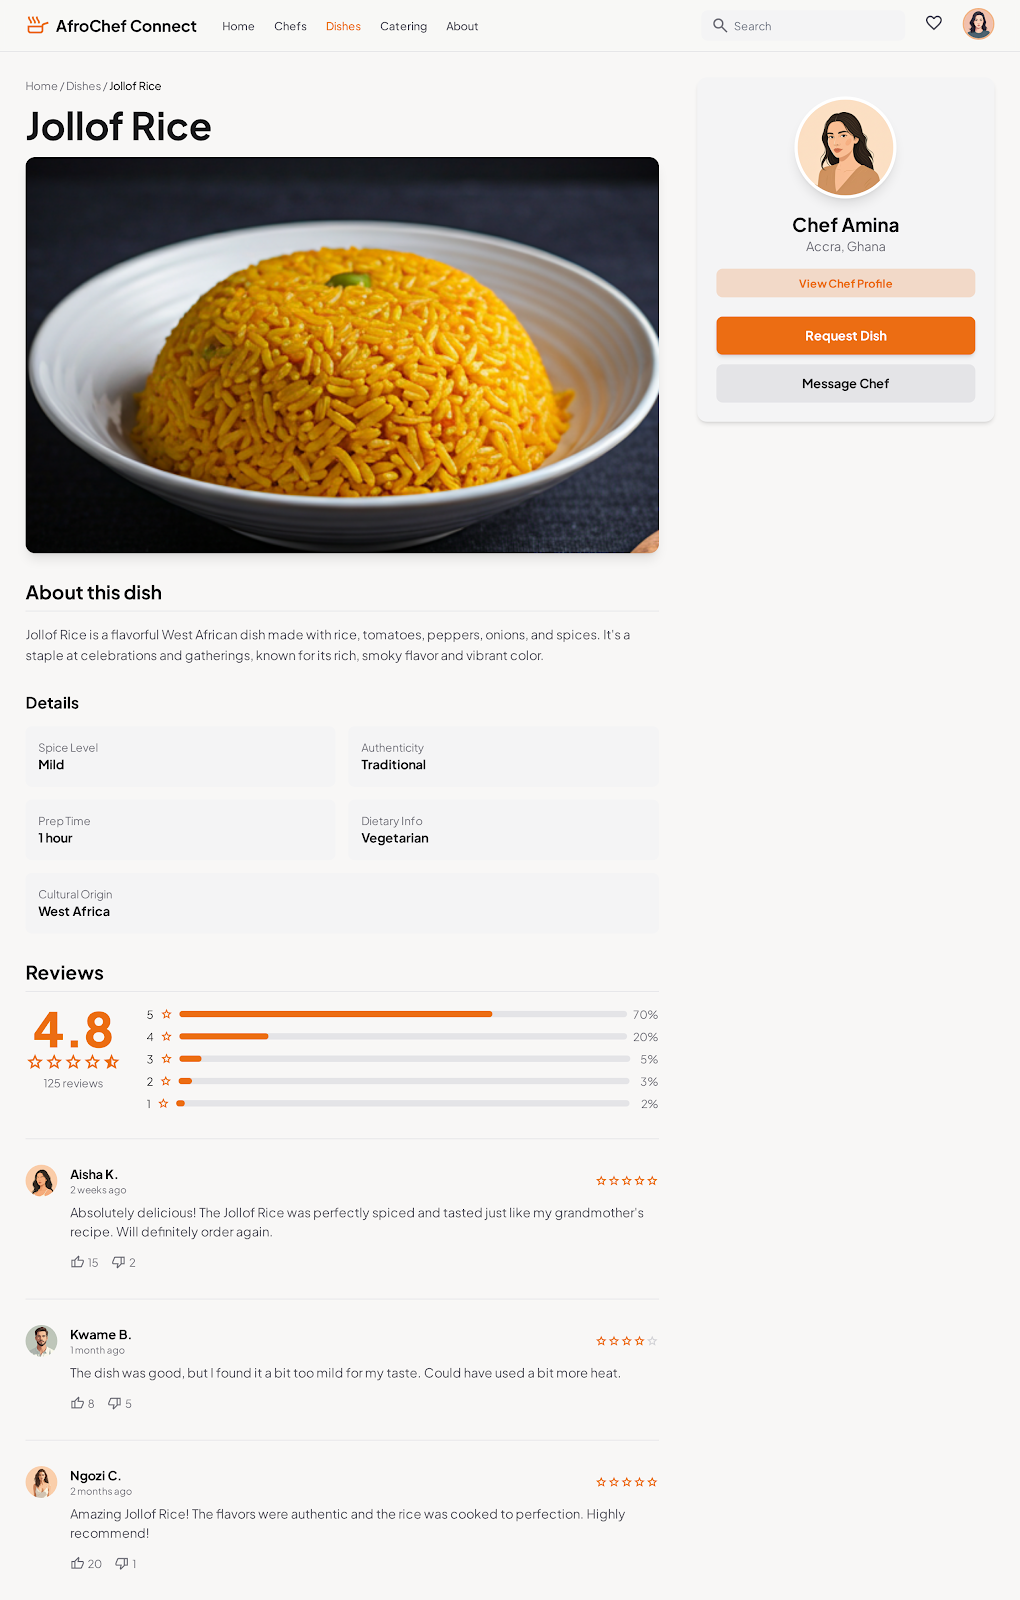 AfroChef Connect
Home
Chefs
Dishes
Catering
About
Search
Home / Dishes / Jollof Rice
Jollof Rice
Chef Amina
Accra, Ghana
View Chef Profile
Request Dish
Message Chef
About this dish
Jollof Rice is a flavorful West African dish made with rice, tomatoes, peppers, onions, and spices. It's a
staple at celebrations and gatherings, known for its rich, smoky flavor and vibrant color.
Details
Spice Level
Mild
Authenticity
Traditional
Prep Time
1 hour
Dietary Info
Vegetarian
Cultural Origin
West Africa
Reviews
4.8
125 reviews
5 70%
4 20%
3 5%
2 3%
1 2%
Aisha K.
2 weeks ago
Absolutely delicious! The Jollof Rice was perfectly spiced and tasted just like my grandmother's
recipe. Will definitely order again.
15 2
Kwame B.
1 month ago
The dish was good, but I found it a bit too mild for my taste. Could have used a bit more heat.
8 5
Ngozi C.
2 months ago
Amazing Jollof Rice! The flavors were authentic and the rice was cooked to perfection. Highly
recommend!
20 1